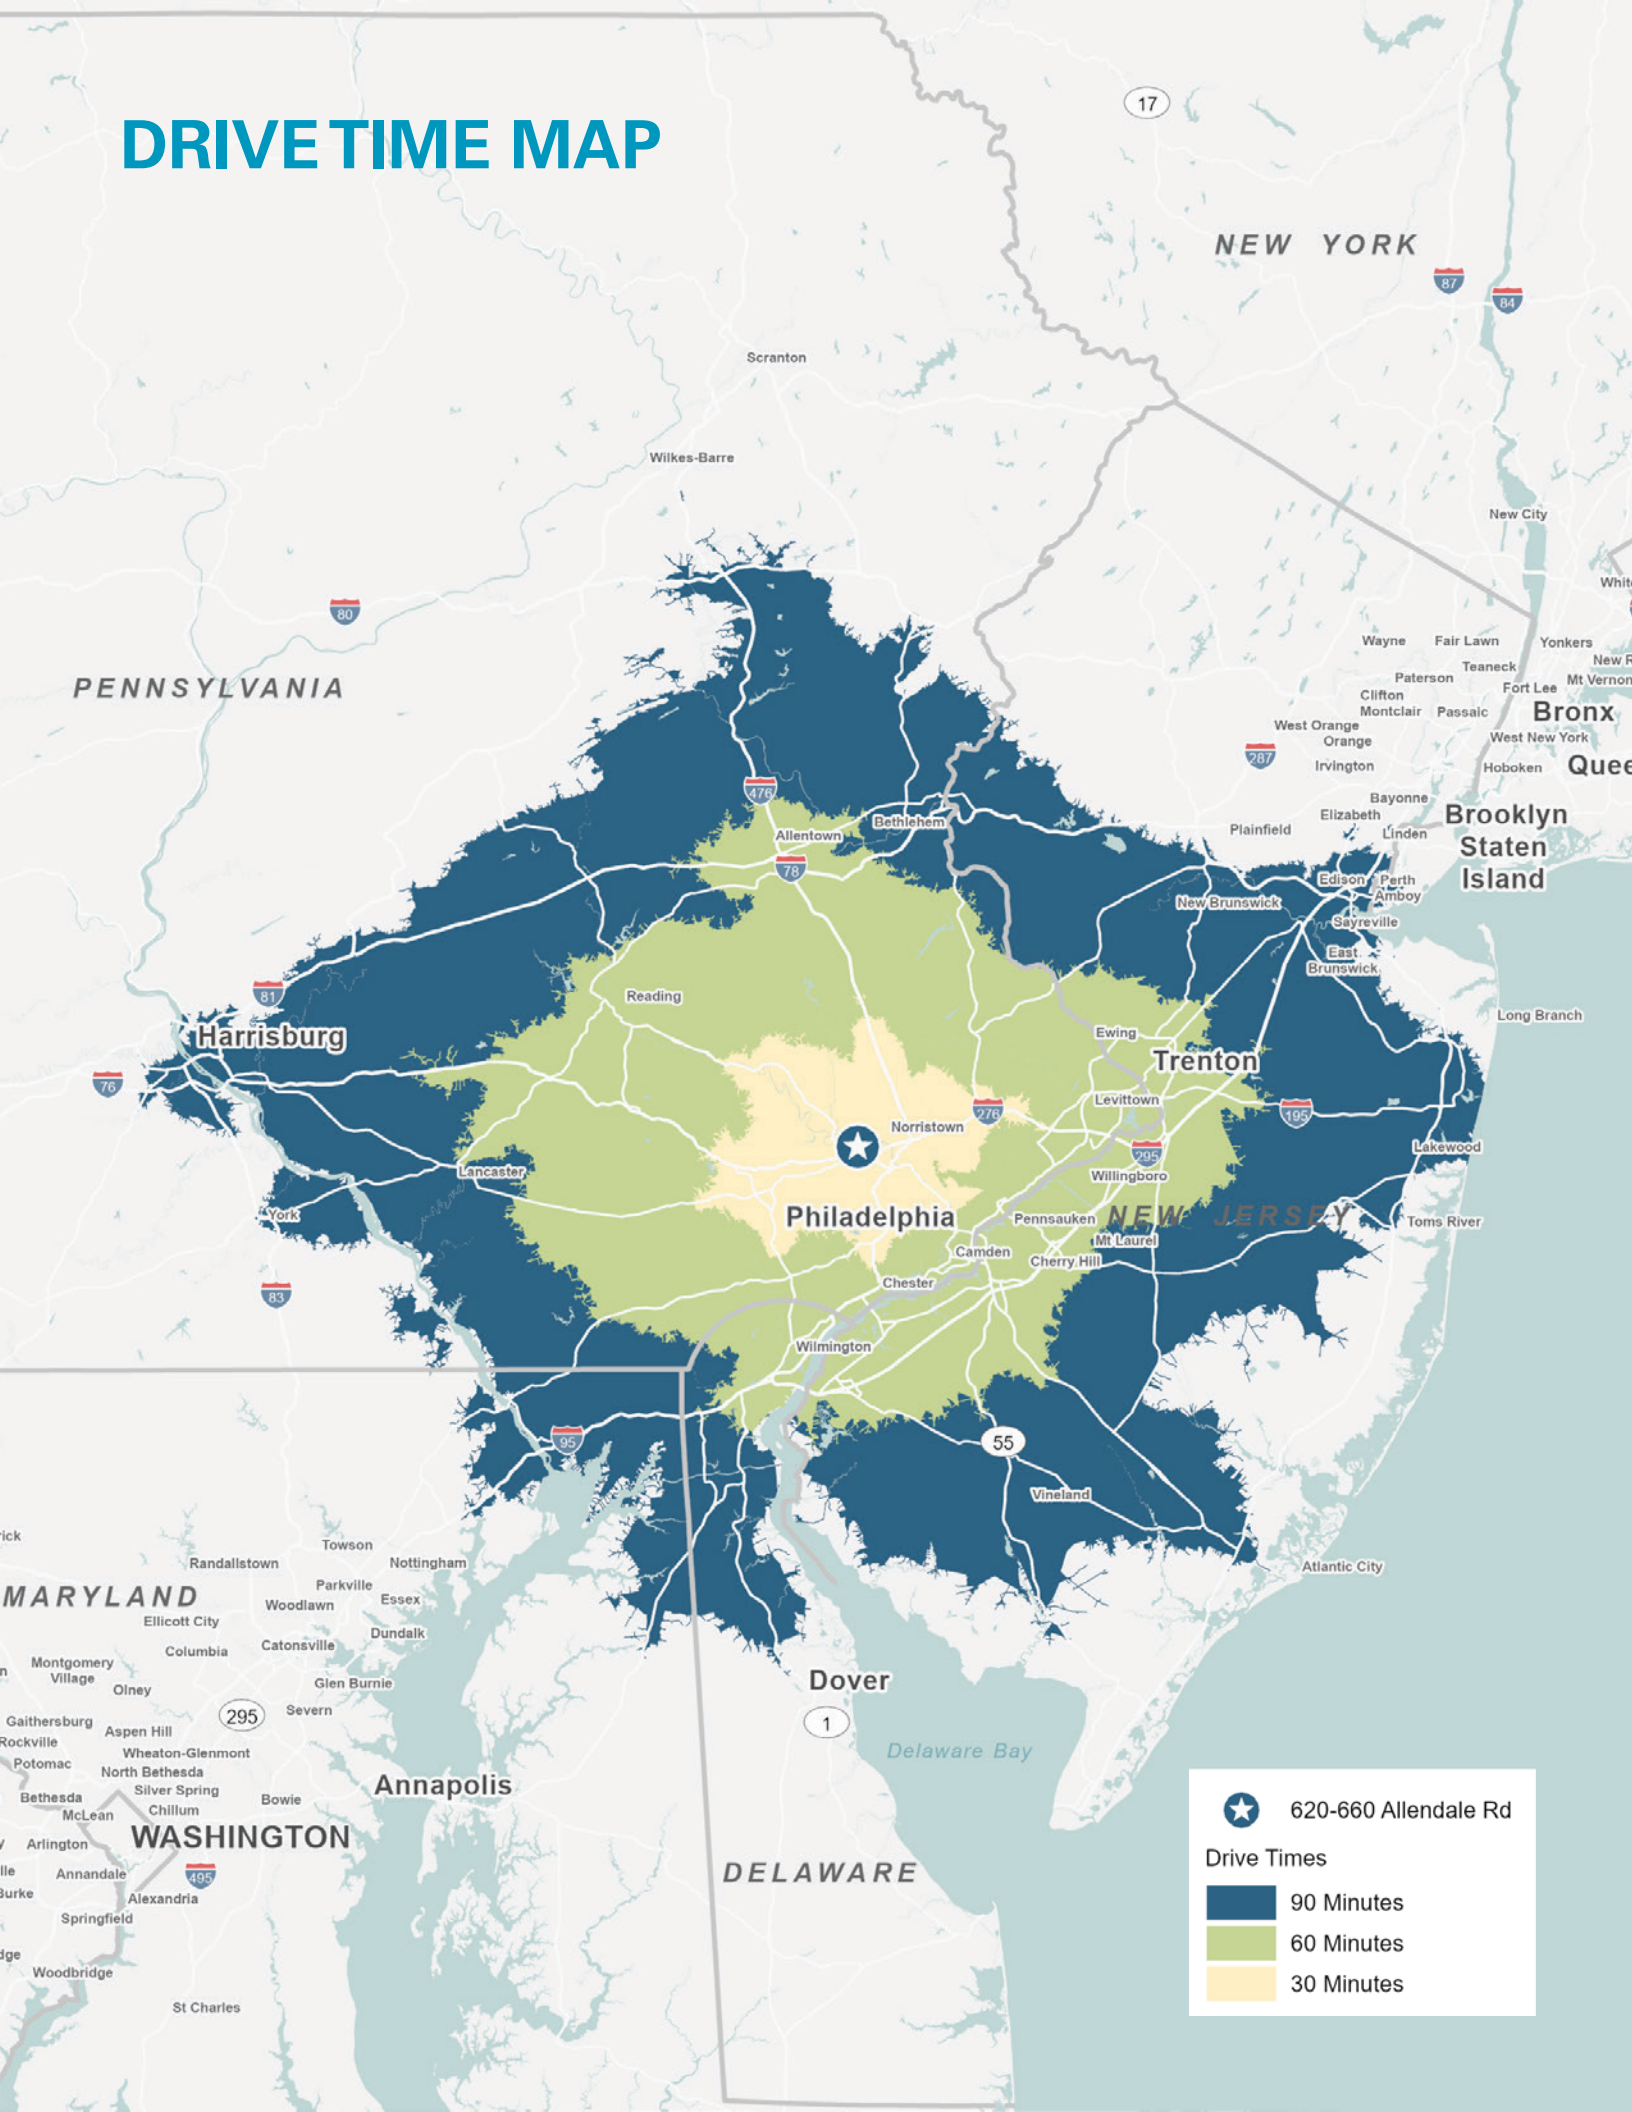 DRIVE TIME MAP
17
NEW YORK
87
84
Scranton
Wilkes-Barre
New City
80
Wayne
Fair Lawn
Yonkers
Teaneck
PENNSYLVANIA
Paterson
Fort Lee
Mt Vernon
Clifton
Montclair
Passaic
Bronx
West Orange
Orange
West New York
287
Irvington
Hoboken
476
Bayonne
Elizabeth
Brooklyn
Bethlehem
Allentown
Plainfield
Linden
Staten
Island
78
Edison
Perth
Amboy
New Brunswick
Sayreville
East
Brunswick
81
Reading
Long Branch
Harrisburg
Ewing
Trenton
76
Levittown
276
195
Norristown
Lakewood
295
Lancaster
Willingboro
York
Philadelphia
Pennsauken
NEW JERSEY
Toms River
Mt Laurel
Camden
Cherry Hill
Chester
83
Wilmington
95
55
Vineland
Towson
Randallstown
Nottingham
Atlantic City
Parkville
MARYLAND
Woodlawn
Essex
Ellicott City
Dundalk
Columbia
Catonsville
Montgomery
Village
Glen Burnie
Olney
Dover
295
Severn
1
Gaithersburg
Aspen Hill
Rockville
Wheaton-Glenmont
Delaware Bay
Potomac
North Bethesda
Annapolis
Silver Spring
Bethesda
Bowie
Chillum
McLean
WASHINGTON
Arlington
Annandale
495
DELAWARE
Alexandria
Springfield
Woodbridge
St Charles
620-660 Allendale Rd
Drive Times
90 Minutes
60 Minutes
30 Minutes